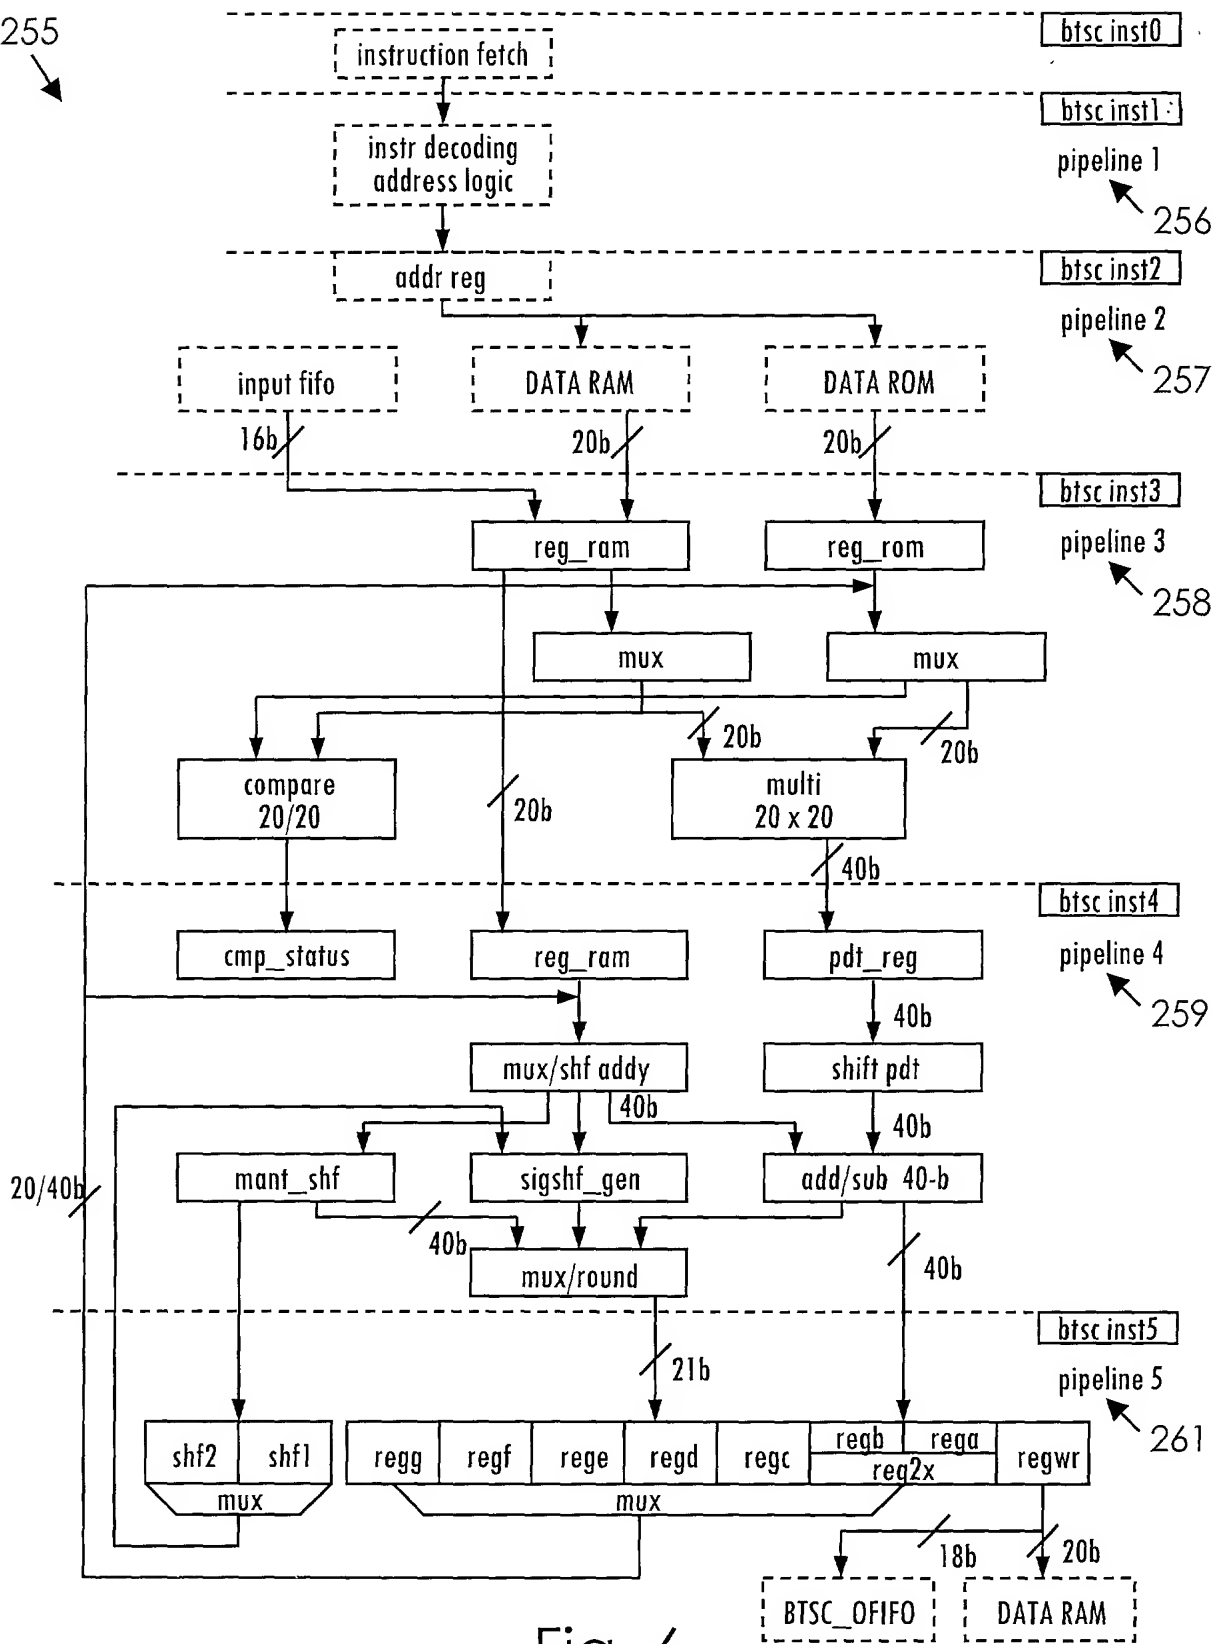 255
btsc inst0
instruction fetch
btsc inst1
instr decoding
address logic
pipeline 1
256
btsc inst2
addr reg
pipeline 2
257
input fifo
DATA RAM
DATA ROM
16b
20b
20b
btsc inst3
reg_ram
reg_rom
pipeline 3
258
mux
mux
20b
20b
compare
20/20
20b
multi
20 x 20
40b
btsc inst4
cmp_status
reg_ram
pdt_reg
pipeline 4
259
40b
mux/shf addy
shift pdt
40b
40b
20/40b
mant_shf
sigshf_gen
add/sub 40-b
40b
mux/round
40b
btsc inst5
21b
pipeline 5
261
shf2
shf1
regg
regf
rege
regd
regc
regb
rega
reg2x
regwr
mux
mux
18b
20b
BTSC_OFIFO
DATA RAM